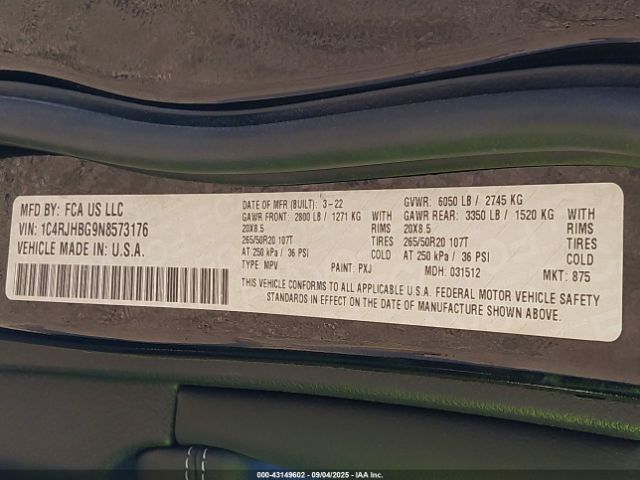 MFD BY: FCA US LLC
VIN: 1C4RJHBG9N8573176
VEHICLE MADE IN U.S.A.
DATE OF MFR (BUILT): 3-22 GVWR: 6050 LB / 2745 KG
GAWR FRONT: 2800 LB / 1271 KG WITH GAWR REAR: 3350 LB / 1520 KG WITH
20X8.5 RIMS 20X8.5 RIMS
265/50R20 107T TIRES 265/50R20 107T TIRES
AT 250 kPa / 36 PSI COLD AT 250 kPa / 36 PSI COLD
TYPE: MPV PAINT: PXJ MDH: 031512 MKT: 875
THIS VEHICLE CONFORMS TO ALL APPLICABLE U.S.A. FEDERAL MOTOR VEHICLE SAFETY
STANDARDS IN EFFECT ON THE DATE OF MANUFACTURE SHOWN ABOVE.
000-43149602 - 09/04/2025 - IAA Inc.